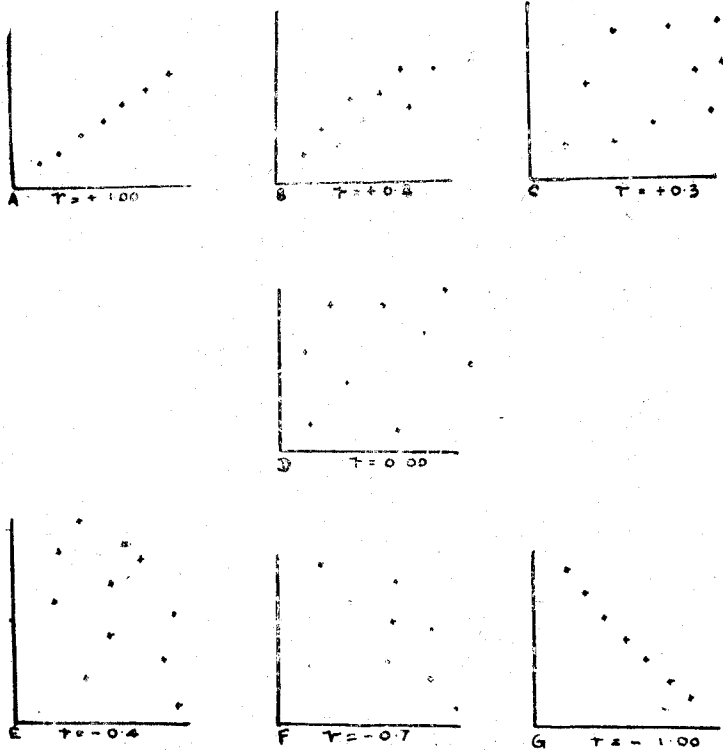 A r = + 1.00
B r = +0.8
C r = +0.3
D r = 0.00
E r = -0.4
F r = -0.7
G r = - 1.00